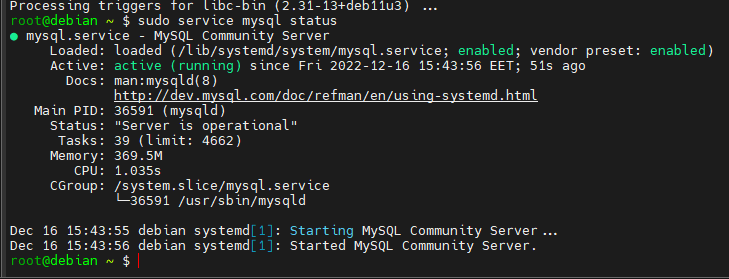 Processing triggers for libc-bin (2.31-13+deb11u3) ...
root@debian ~ $ sudo service mysql status
● mysql.service - MySQL Community Server
Loaded: loaded (/lib/systemd/system/mysql.service; enabled; vendor preset: enabled)
Active: active (running) since Fri 2022-12-16 15:43:56 EET; 51s ago
Docs: man:mysqld(8)
http://dev.mysql.com/doc/refman/en/using-systemd.html
Main PID: 36591 (mysqld)
Status: "Server is operational"
Tasks: 39 (limit: 4662)
Memory: 369.5M
CPU: 1.035s
CGroup: /system.slice/mysql.service
└─36591 /usr/sbin/mysqld
Dec 16 15:43:55 debian systemd[1]: Starting MySQL Community Server...
Dec 16 15:43:56 debian systemd[1]: Started MySQL Community Server.
root@debian ~ $